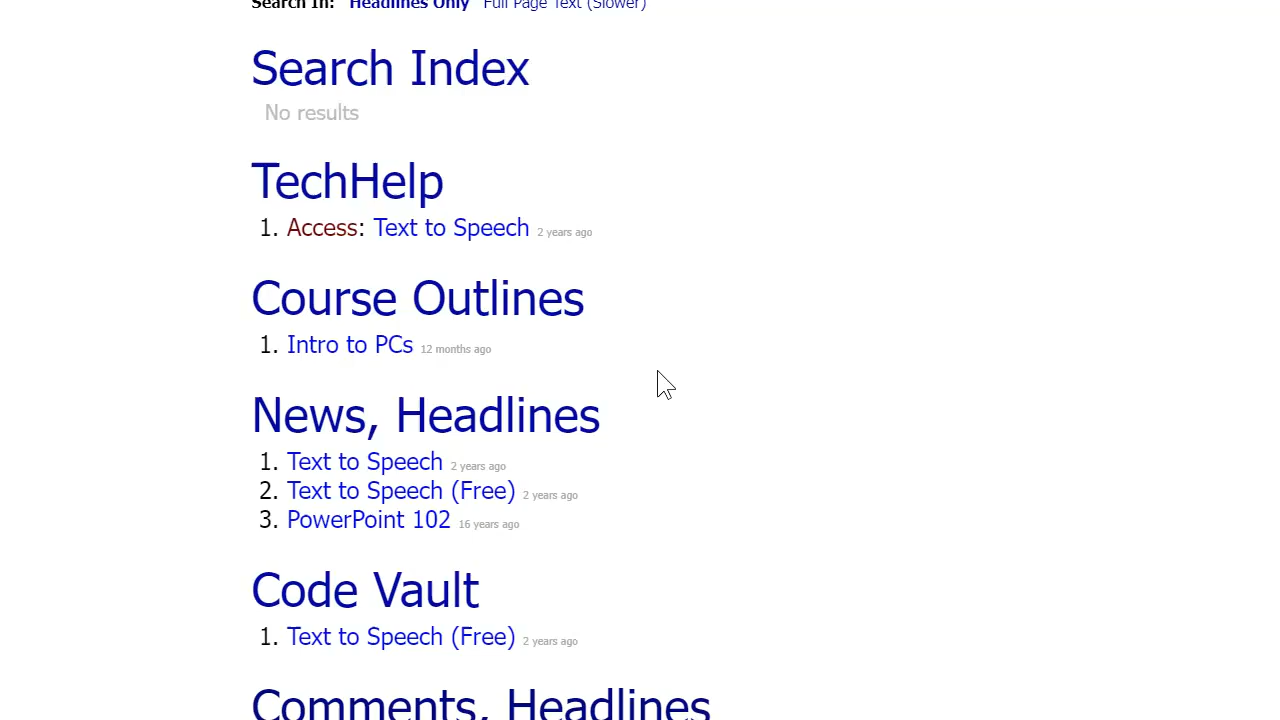 Search In: Headlines Only Full Page Text (Slower)
Search Index
No results
TechHelp
1. Access: Text to Speech 2 years ago
Course Outlines
1. Intro to PCs 12 months ago
News, Headlines
1. Text to Speech 2 years ago
2. Text to Speech (Free) 2 years ago
3. PowerPoint 102 16 years ago
Code Vault
1. Text to Speech (Free) 2 years ago
Comments, Headlines